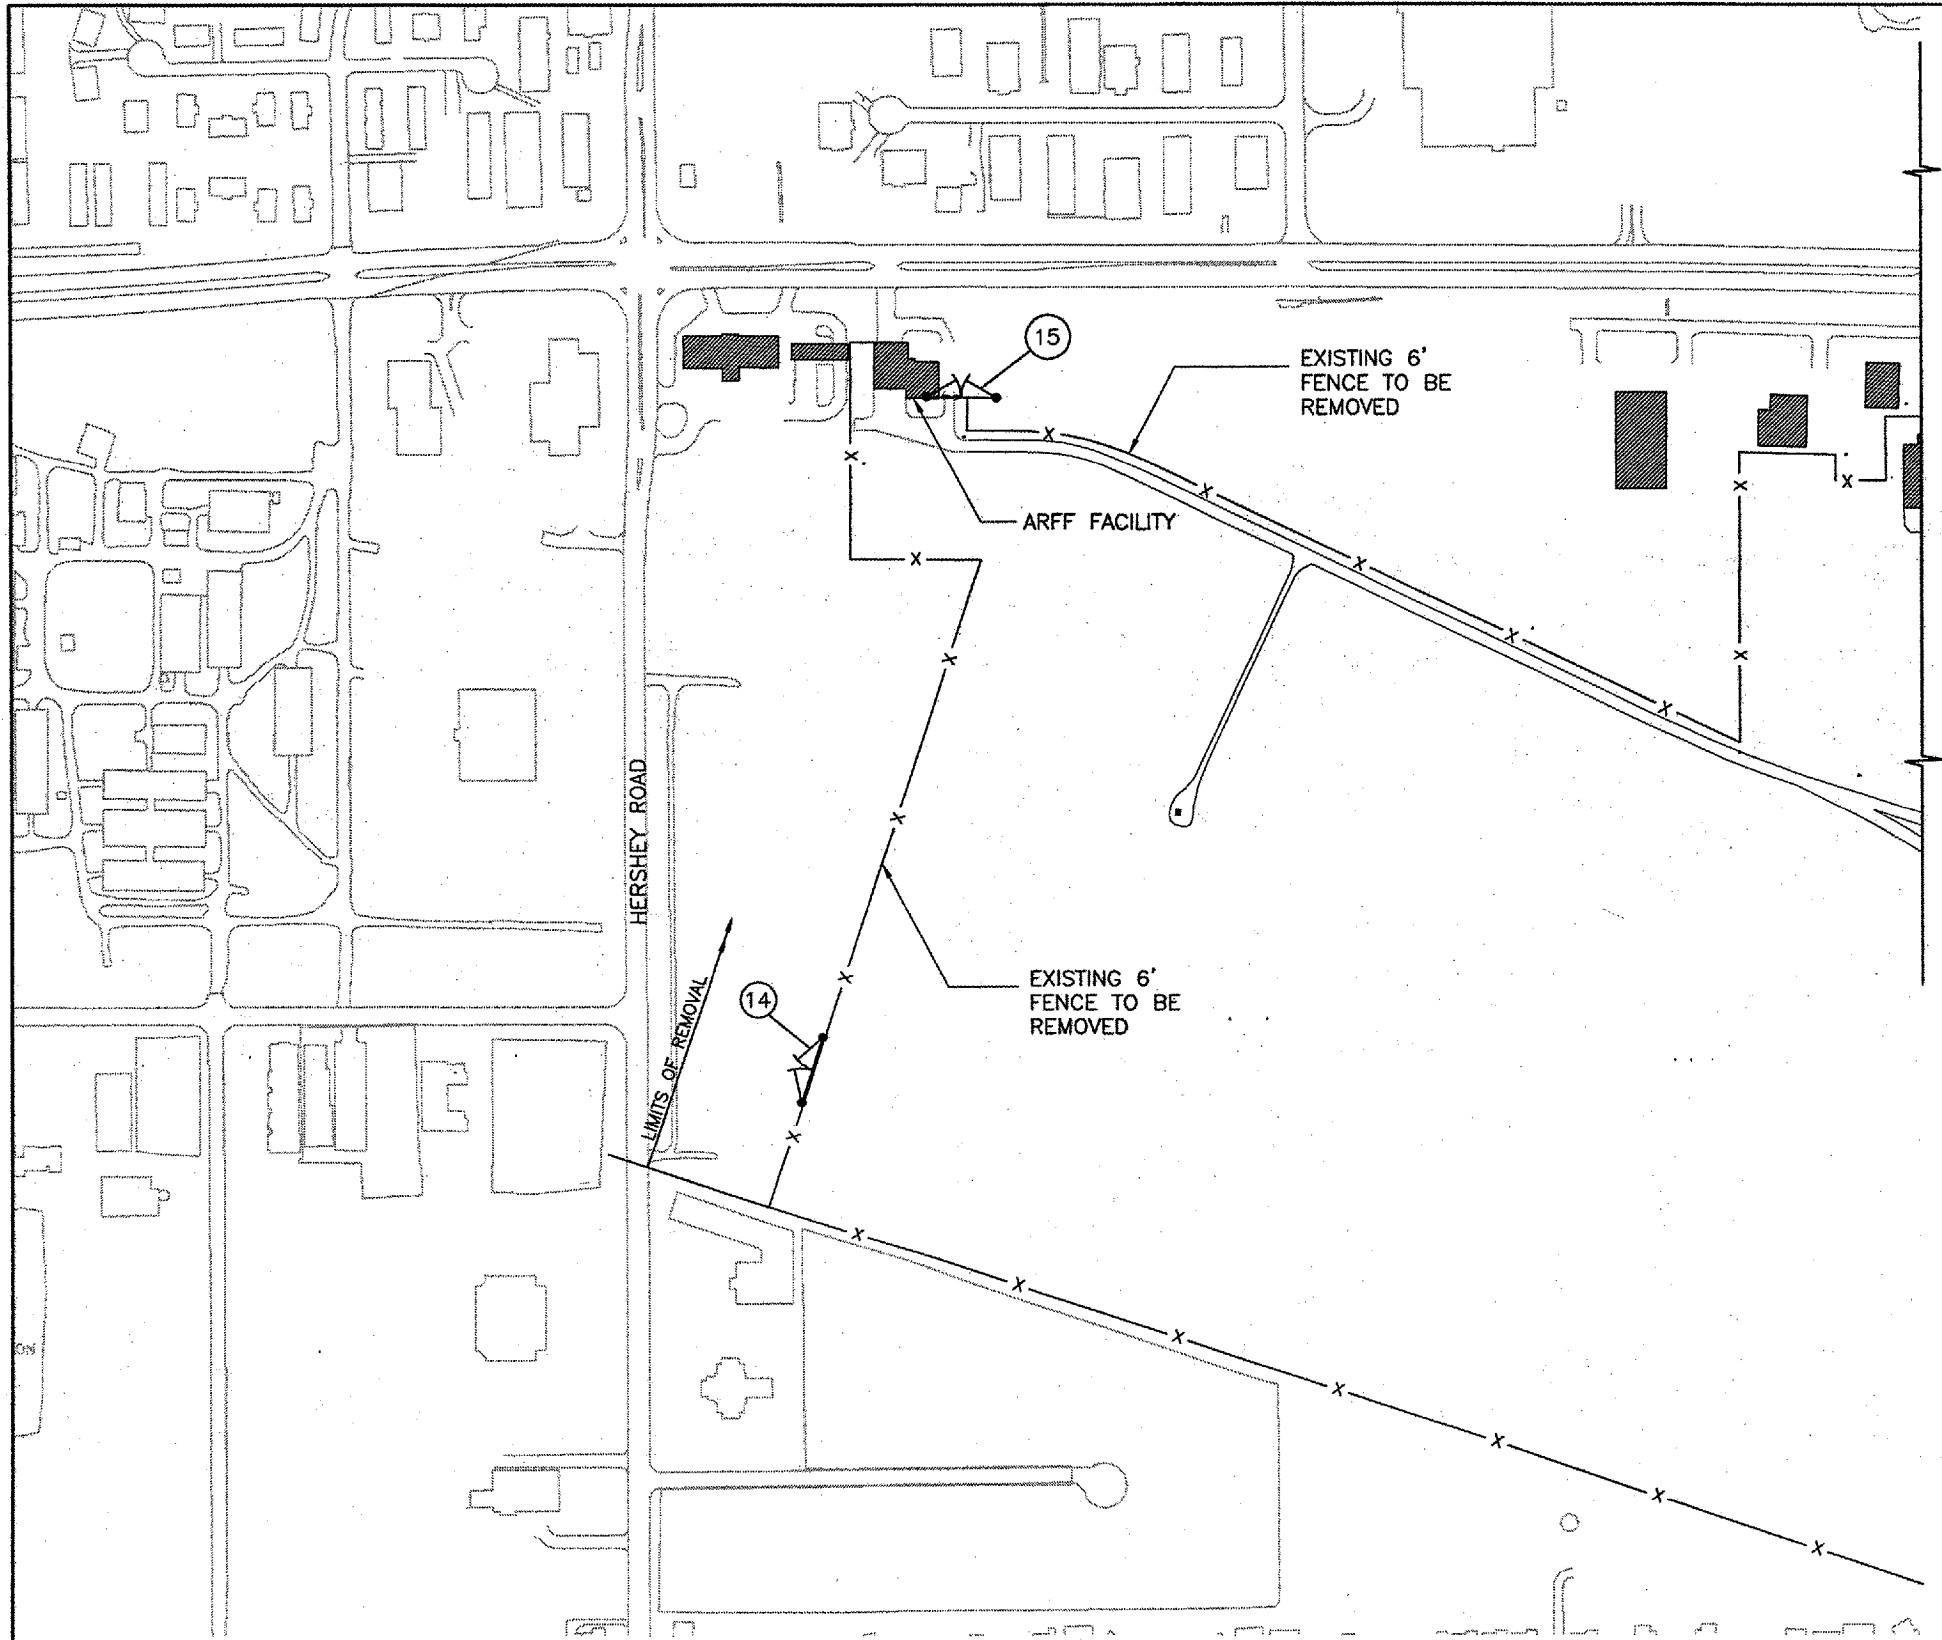 15
EXISTING 6'
FENCE TO BE
REMOVED
ARFF FACILITY
HERSHEY ROAD
LIMITS OF REMOVAL
14
EXISTING 6'
FENCE TO BE
REMOVED